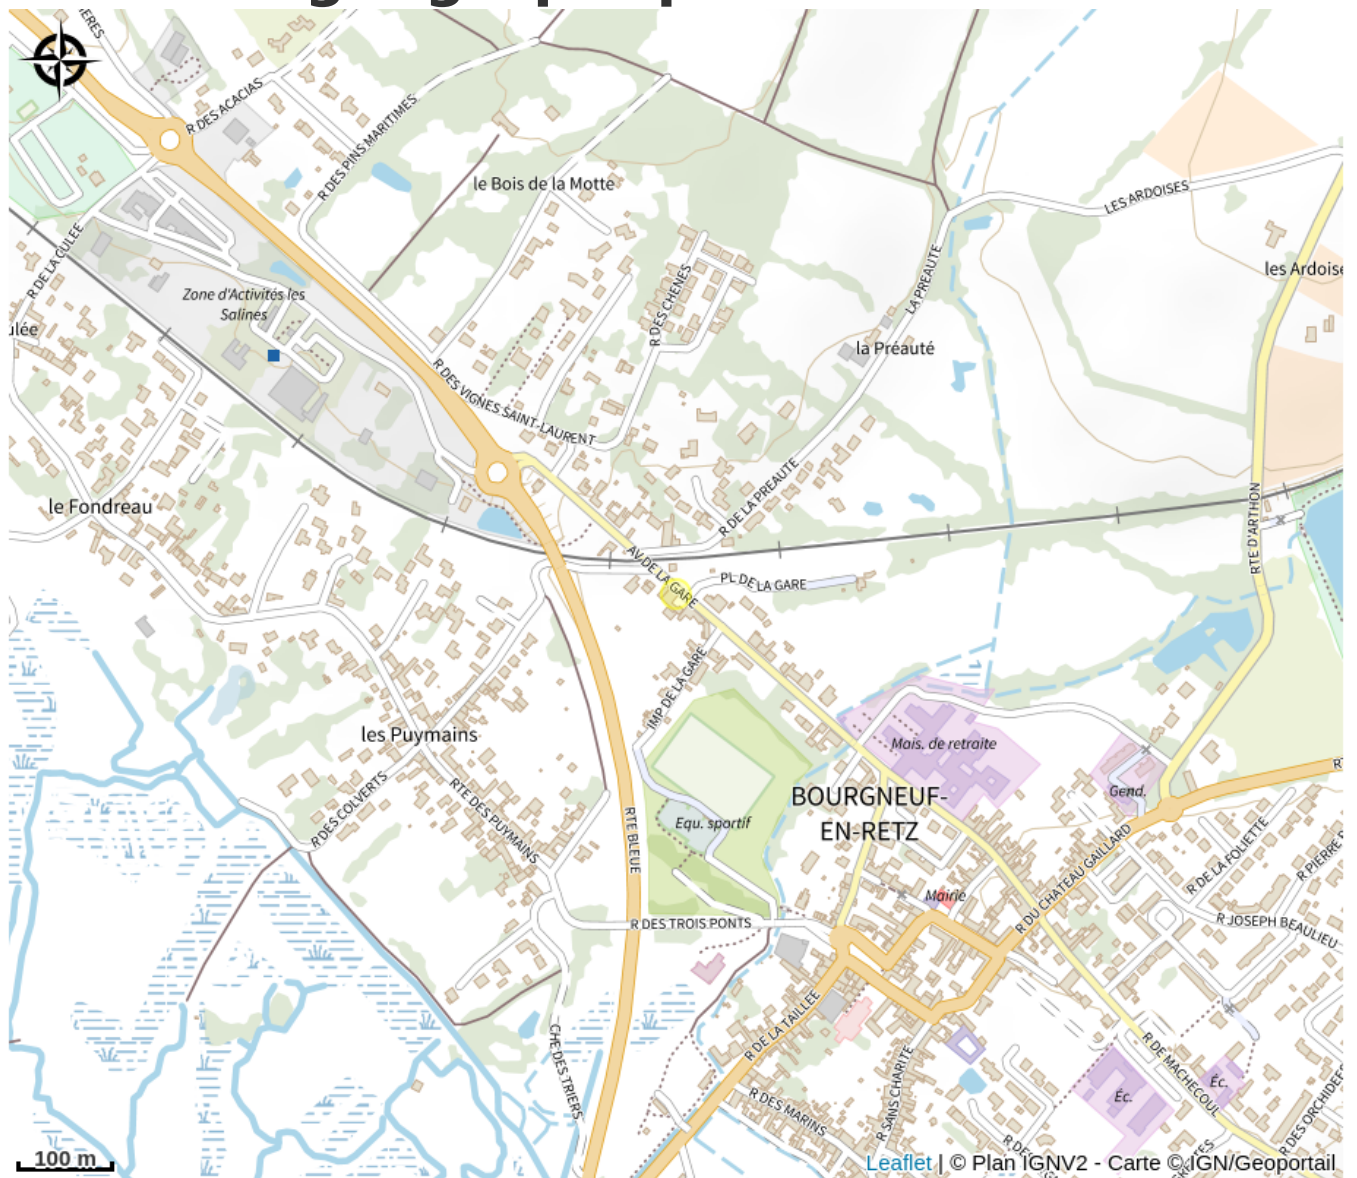 R DES ACACIAS
R DES PINS MARITIMES
le Bois de la Motte
LES ARDOISES
R DE LA CULEE
Zone d'Activités les
Salines
R DES CHENES
LA PREAUTE
les Ardoise
ulée
la Préauté
R DES VIGNES SAINT-LAURENT
le Fondreau
R DE LA PREAUTE
RTE D'ARTHON
AV DE LA GARE
PL DE LA GARE
IMP DE LA GARE
les Puymains
Mais. de retraite
Gend.
BOURGNEUF-
EN-RETZ
R DES COLVERTS
RTE DES PUYMAINS
RTE BLEUE
Equ. sportif
R DU CHATEAU GAILLARD
R DE LA FOLIETTE
R PIERRE
Mairie
R DES TROIS PONTS
R JOSEPH BEAULIEU
R DE LA TAILLEE
CHE DES TRIERS
R DES MARINS
R SANS CHARITE
R DE MACHECOUL
Éc.
Éc.
R DES ORCHIDEES
100 m
Leaflet | © Plan IGNV2 - Carte © IGN/Geoportail